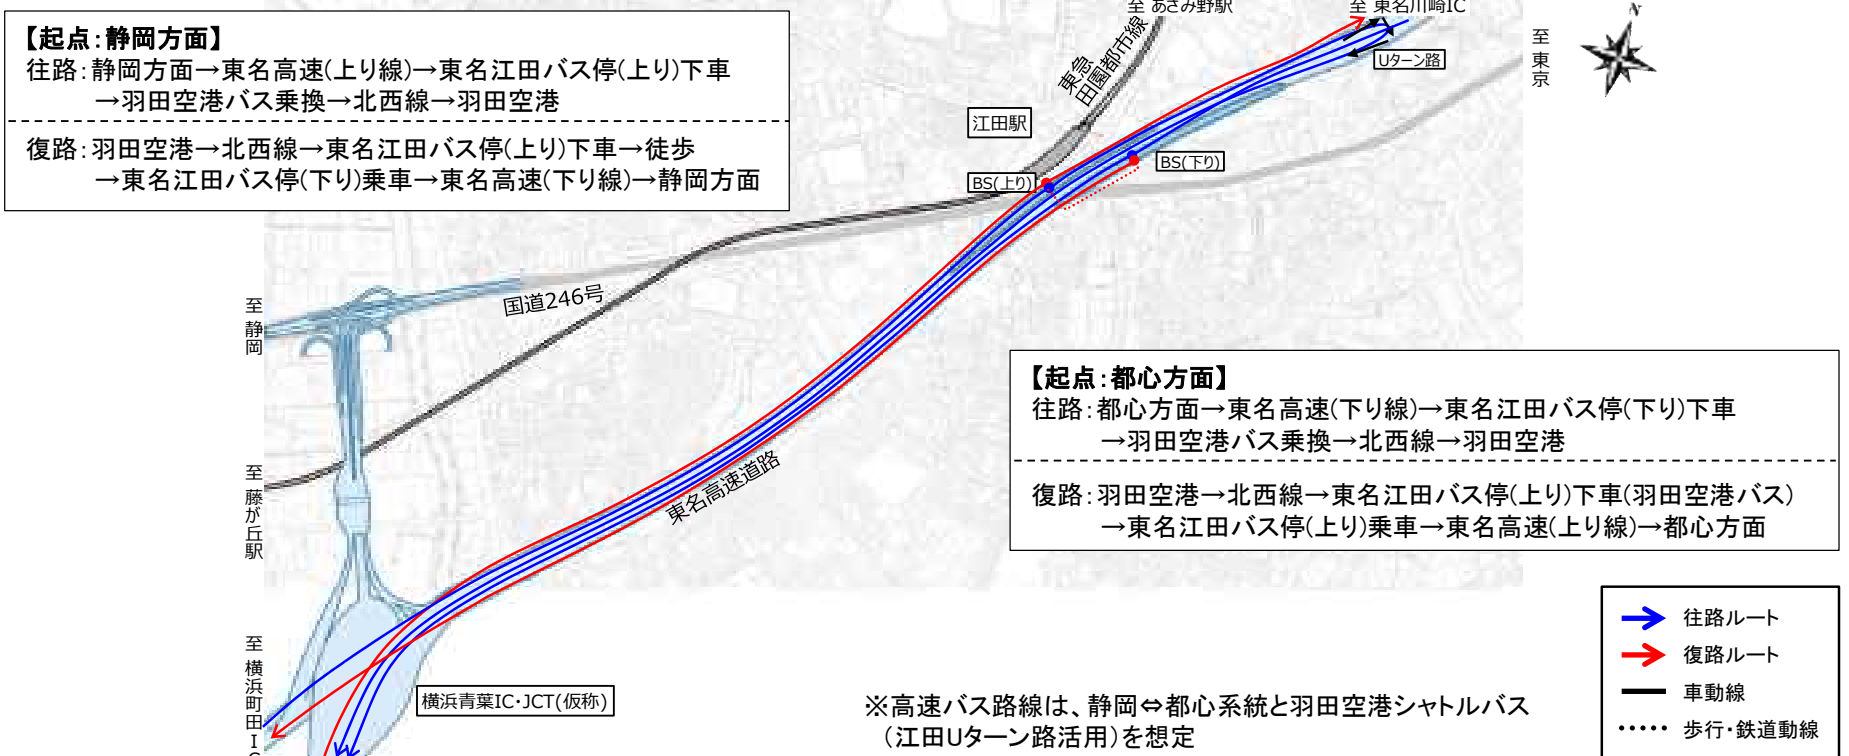 【起点:静岡方面】
往路:静岡方面→東名高速(上り線)→東名江田バス停(上り)下車
→羽田空港バス乗換→北西線→羽田空港
復路:羽田空港→北西線→東名江田バス停(上り)下車→徒歩
→東名江田バス停(下り)乗車→東名高速(下り線)→静岡方面
至 あざみ野駅
至 東名川崎IC
至 東京
N
Uターン路
東急
田園都市線
江田駅
BS(上り)
BS(下り)
国道246号
至 静岡
至 藤が丘駅
東名高速道路
【起点:都心方面】
往路:都心方面→東名高速(下り線)→東名江田バス停(下り)下車
→羽田空港バス乗換→北西線→羽田空港
復路:羽田空港→北西線→東名江田バス停(上り)下車(羽田空港バス)
→東名江田バス停(上り)乗車→東名高速(上り線)→都心方面
至 横浜町田IC
横浜青葉IC・JCT(仮称)
※高速バス路線は、静岡⇔都心系統と羽田空港シャトルバス
(江田Uターン路活用)を想定
往路ルート
復路ルート
車動線
歩行・鉄道動線